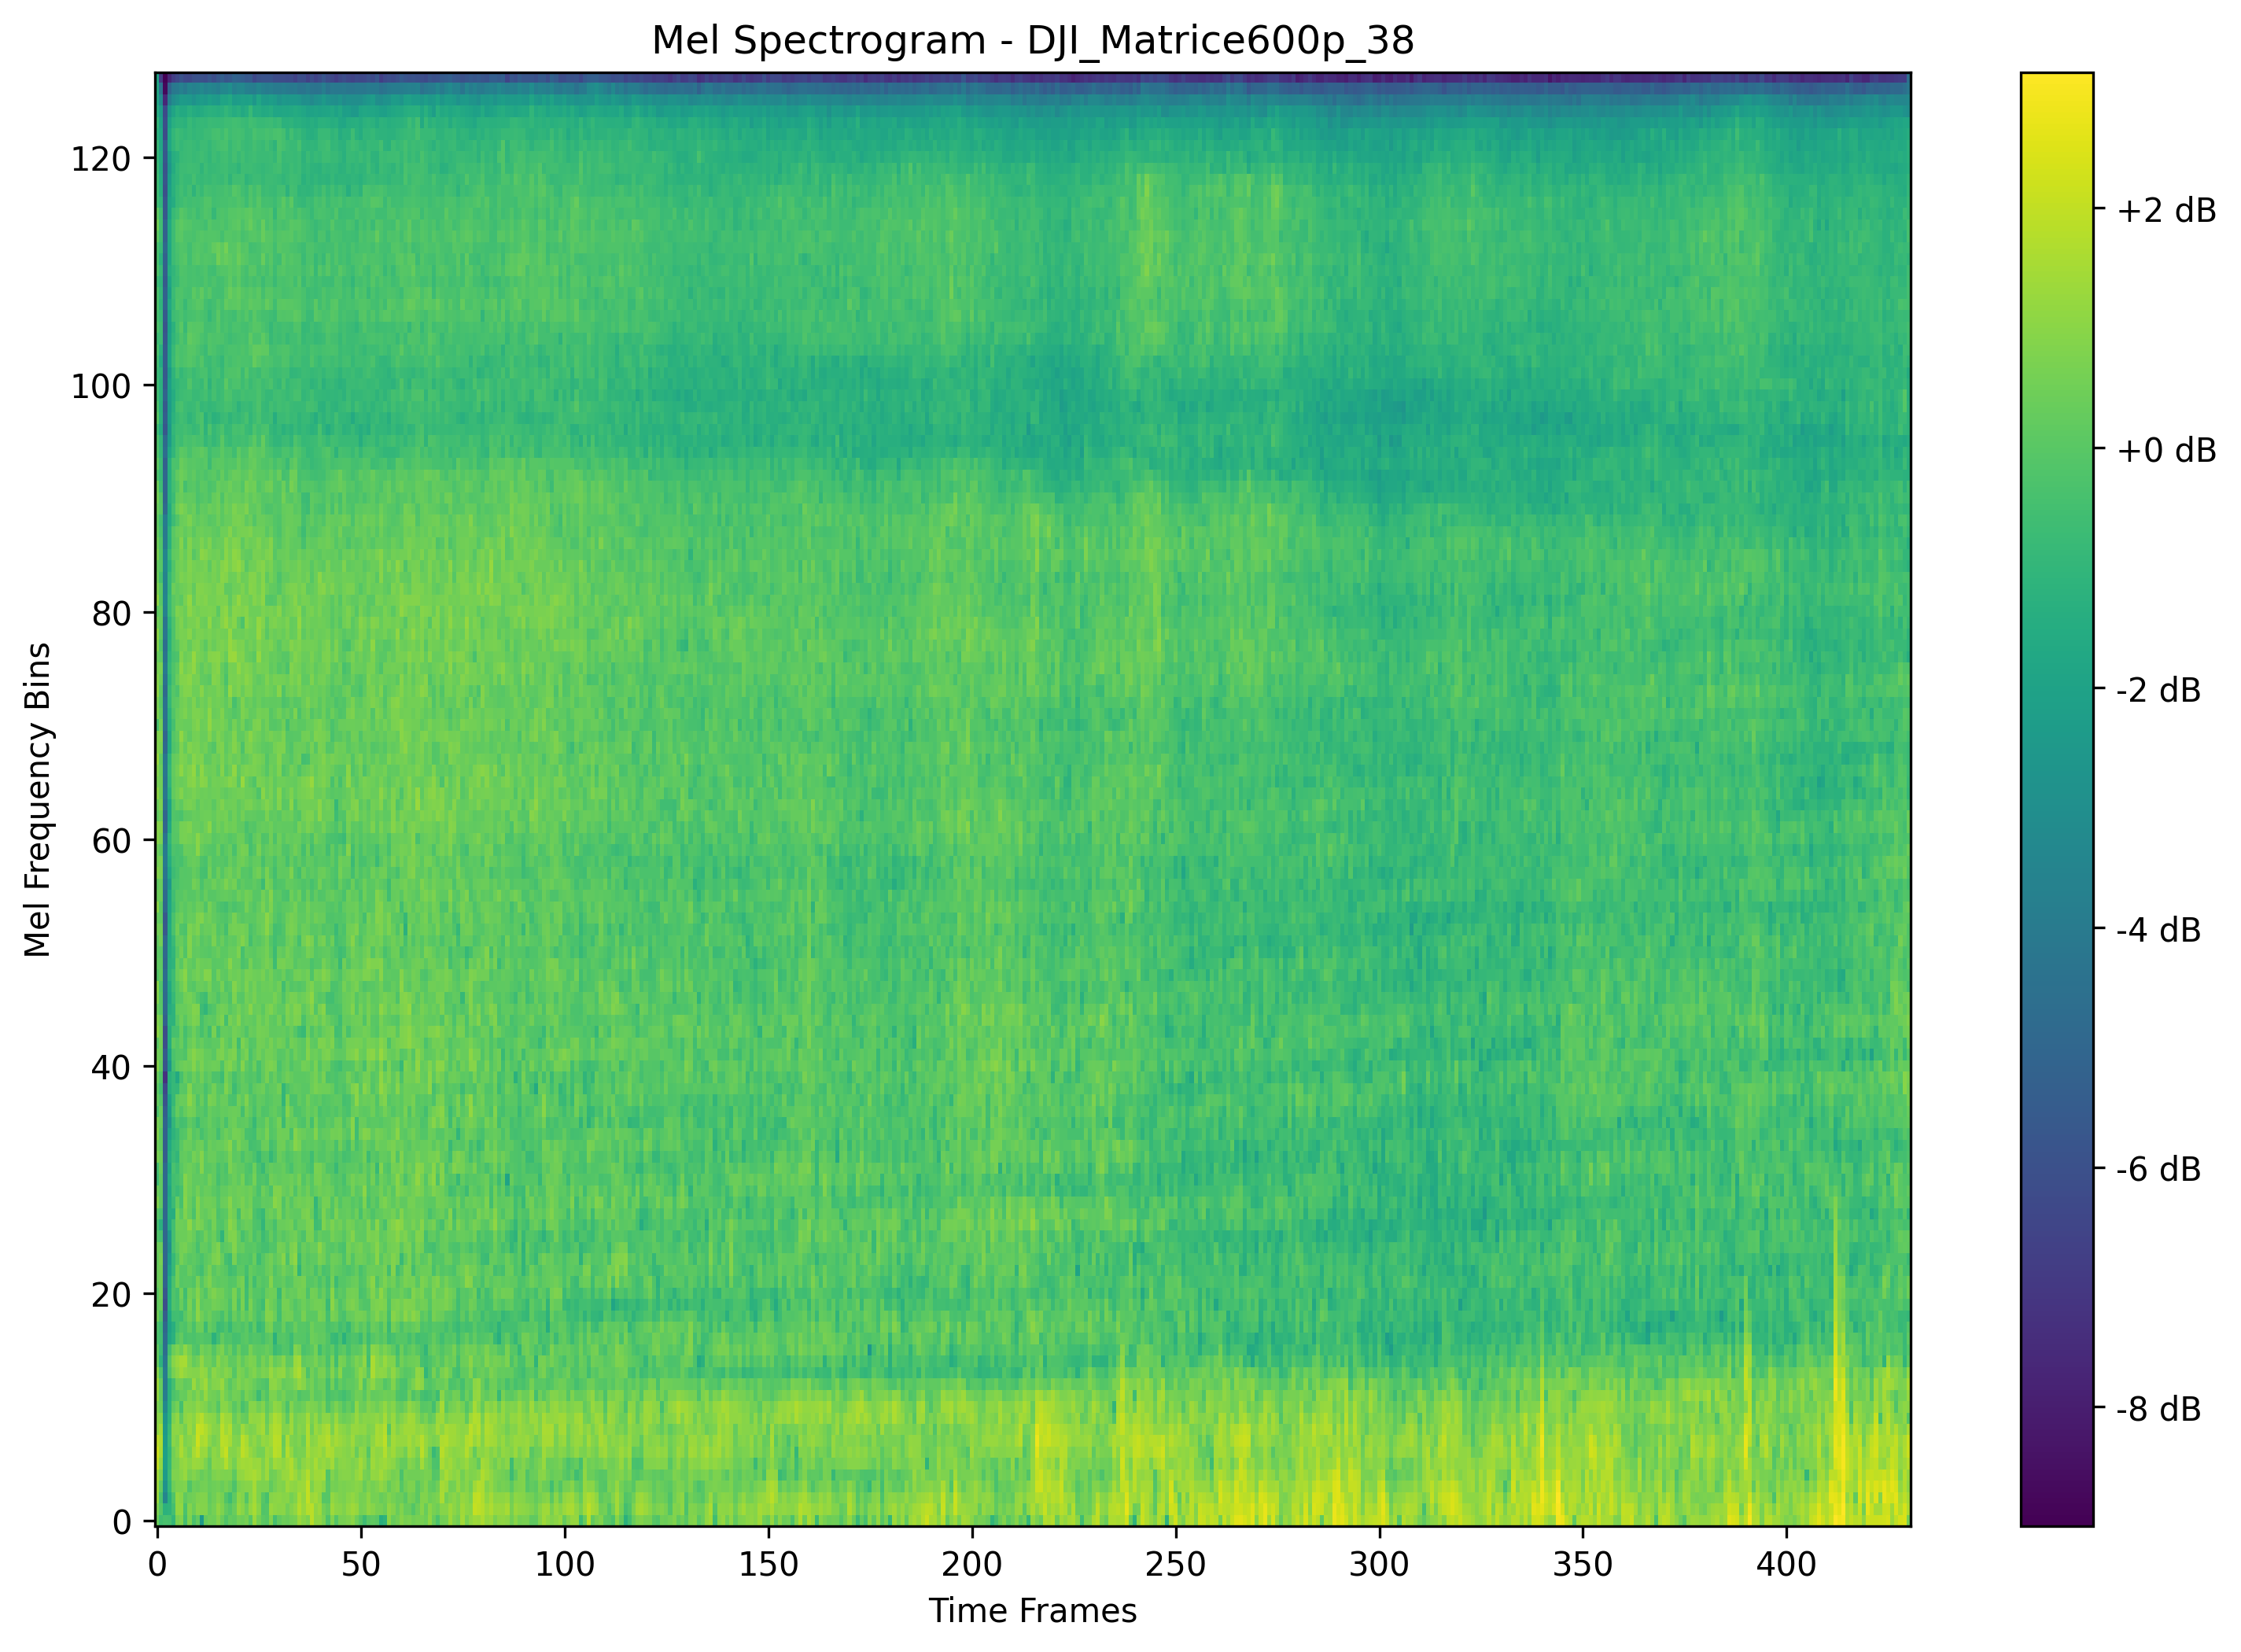 Mel Spectrogram - DJI_Matrice600p_38
Mel Frequency Bins
120
100
80
60
40
20
0
0 50 100 150 200 250 300 350 400
Time Frames
+2 dB
+0 dB
-2 dB
-4 dB
-6 dB
-8 dB